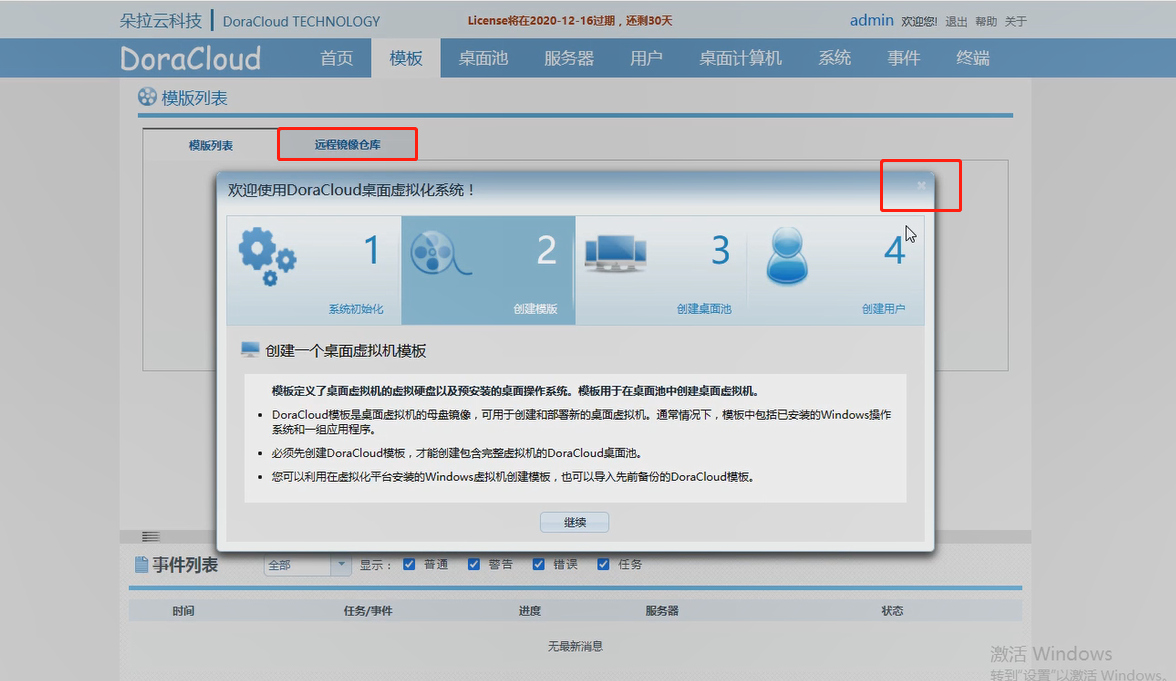 朵拉云科技 DoraCloud TECHNOLOGY License将在2020-12-16过期，还剩30天 admin 欢迎您! 退出 帮助 关于
DoraCloud 首页 模板 桌面池 服务器 用户 桌面计算机 系统 事件 终端
模版列表
模版列表 远程镜像仓库
欢迎使用DoraCloud桌面虚拟化系统！
1 2 3 4
系统初始化 创建模版 创建桌面池 创建用户
创建一个桌面虚拟机模板
模板定义了桌面虚拟机的虚拟硬盘以及预安装的桌面操作系统。模板用于在桌面池中创建桌面虚拟机。
• DoraCloud模板是桌面虚拟机的母盘镜像，可用于创建和部署新的桌面虚拟机。通常情况下，模板中包括已安装的Windows操作
系统和一组应用程序。
• 必须先创建DoraCloud模板，才能创建包含完整虚拟机的DoraCloud桌面池。
• 您可以利用在虚拟化平台安装的Windows虚拟机创建模板，也可以导入先前备份的DoraCloud模板。
继续
事件列表 全部 显示： 普通 警告 错误 任务
时间 任务/事件 进度 服务器 状态
无最新消息
激活 Windows
转到"设置"以激活 Windows。